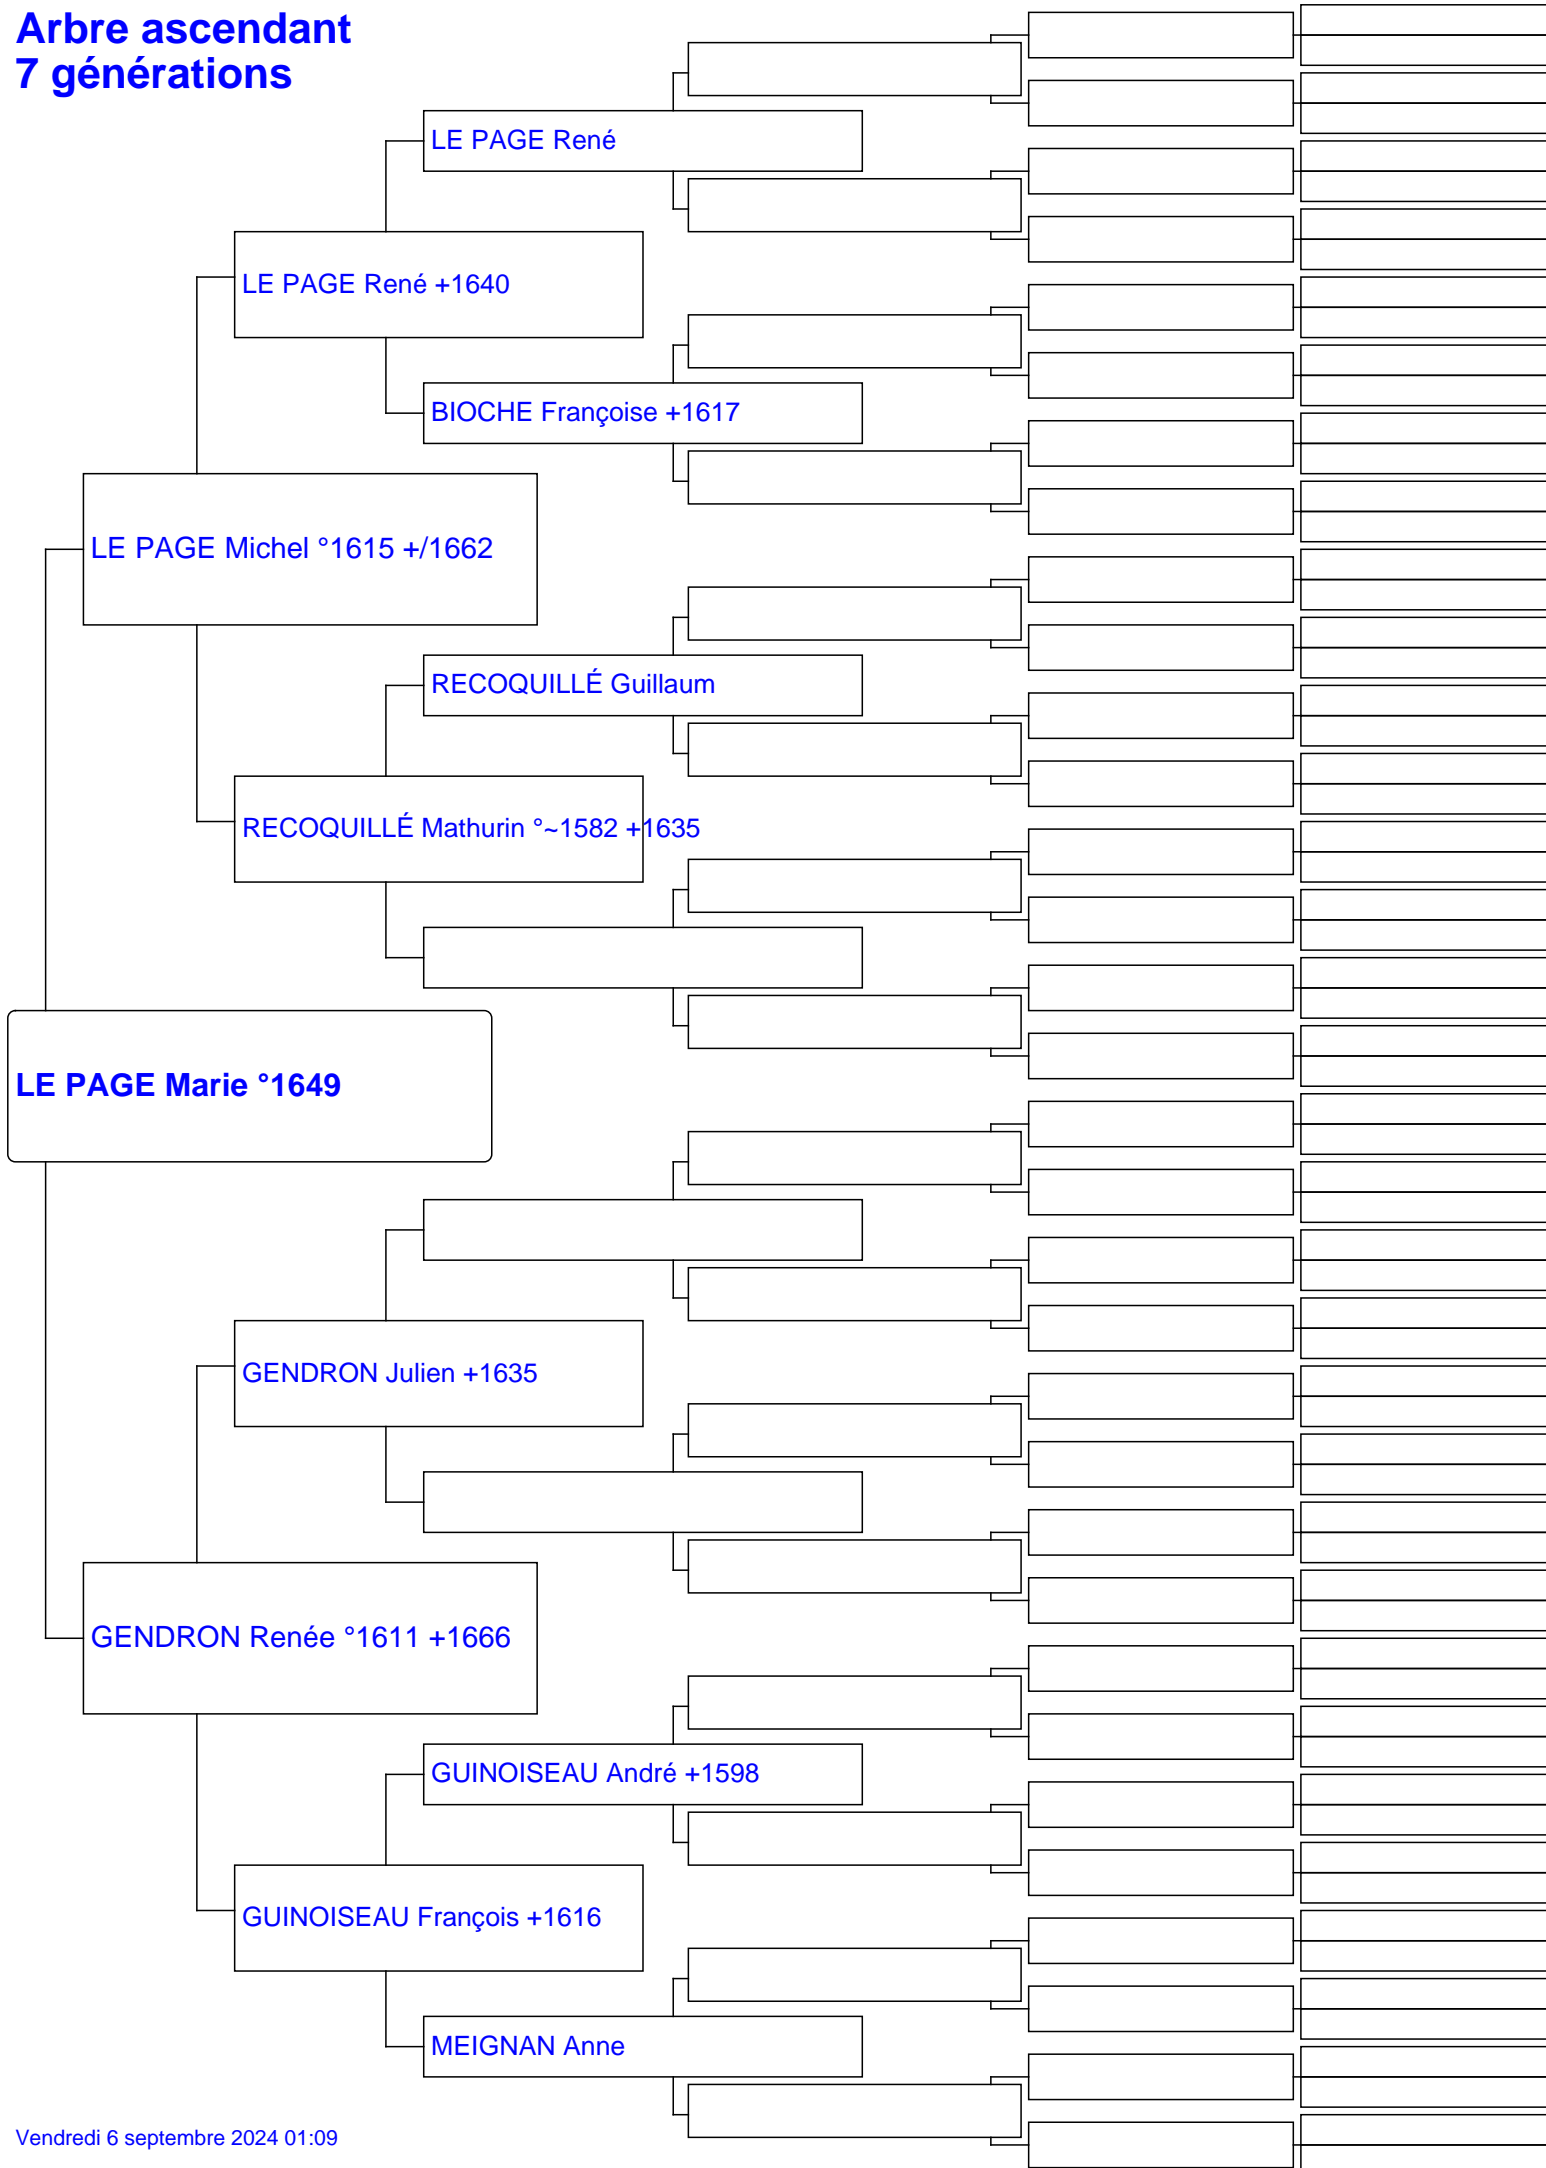 Arbre ascendant
7 générations
LE PAGE René
LE PAGE René +1640
BIOCHE Françoise +1617
LE PAGE Michel °1615 +/1662
RECOQUILLÉ Guillaum
RECOQUILLÉ Mathurin °~1582 +1635
LE PAGE Marie °1649
GENDRON Julien +1635
GENDRON Renée °1611 +1666
GUINOISEAU André +1598
GUINOISEAU François +1616
MEIGNAN Anne
Vendredi 6 septembre 2024 01:09